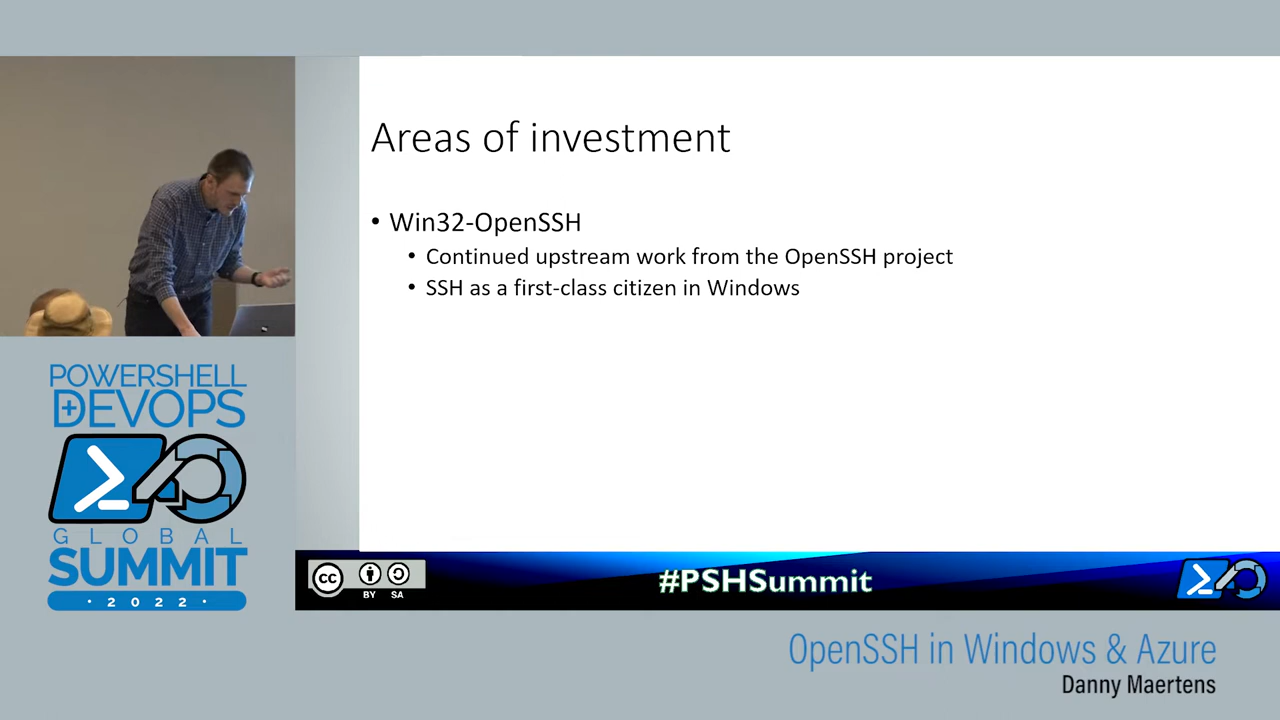 Areas of investment
• Win32-OpenSSH
• Continued upstream work from the OpenSSH project
• SSH as a first-class citizen in Windows
POWERSHELL
+DEVOPS
GLOBAL
SUMMIT
· 2022 ·
cc
BY SA
#PSHSummit
OpenSSH in Windows & Azure
Danny Maertens